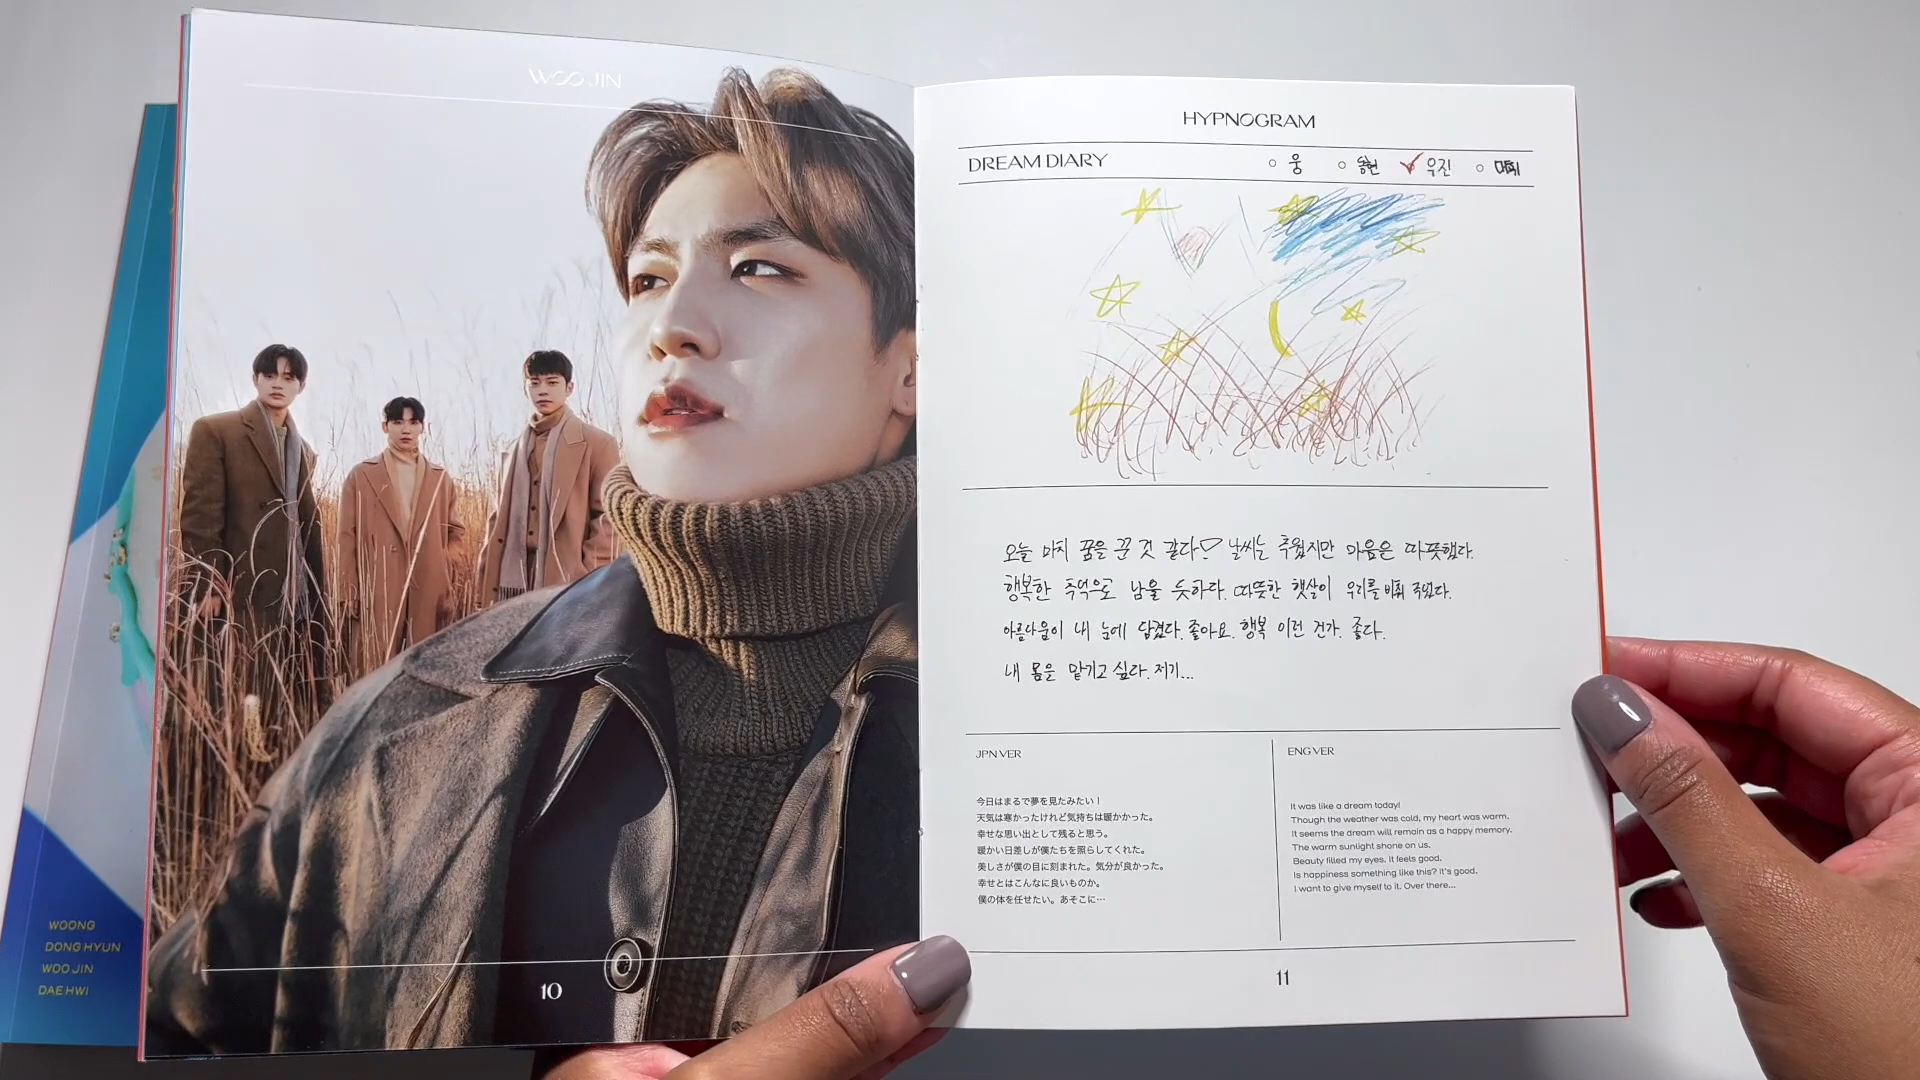 WOO JIN
WOONG
DONG HYUN
WOO JIN
DAE HWI
10
HYPNOGRAM
DREAM DIARY
웅 동현 우진 대휘
오늘 마치 꿈을 꾼 것 같다♡ 날씨는 추웠지만 마음은 따뜻했다.
행복한 추억으로 남을 듯하다. 따뜻한 햇살이 우리를 비춰 주었다.
아름다움이 내 눈에 담겼다. 좋아요. 행복 이런 건가. 좋다.
내 몸은 맡기고 싶다. 저기...
JPN VER
今日はまるで夢を見たみたい！
天気は寒かったけれど気持ちは暖かかった。
幸せな思い出として残ると思う。
暖かい日差しが僕たちを照らしてくれた。
美しさが僕の目に刻まれた。気分が良かった。
幸せとはこんなに良いものか。
僕の体を任せたい。あそこに…
ENG VER
It was like a dream today!
Though the weather was cold, my heart was warm.
It seems the dream will remain as a happy memory.
The warm sunlight shone on us.
Beauty filled my eyes. It feels good.
Is happiness something like this? It's good.
I want to give myself to it. Over there...
11